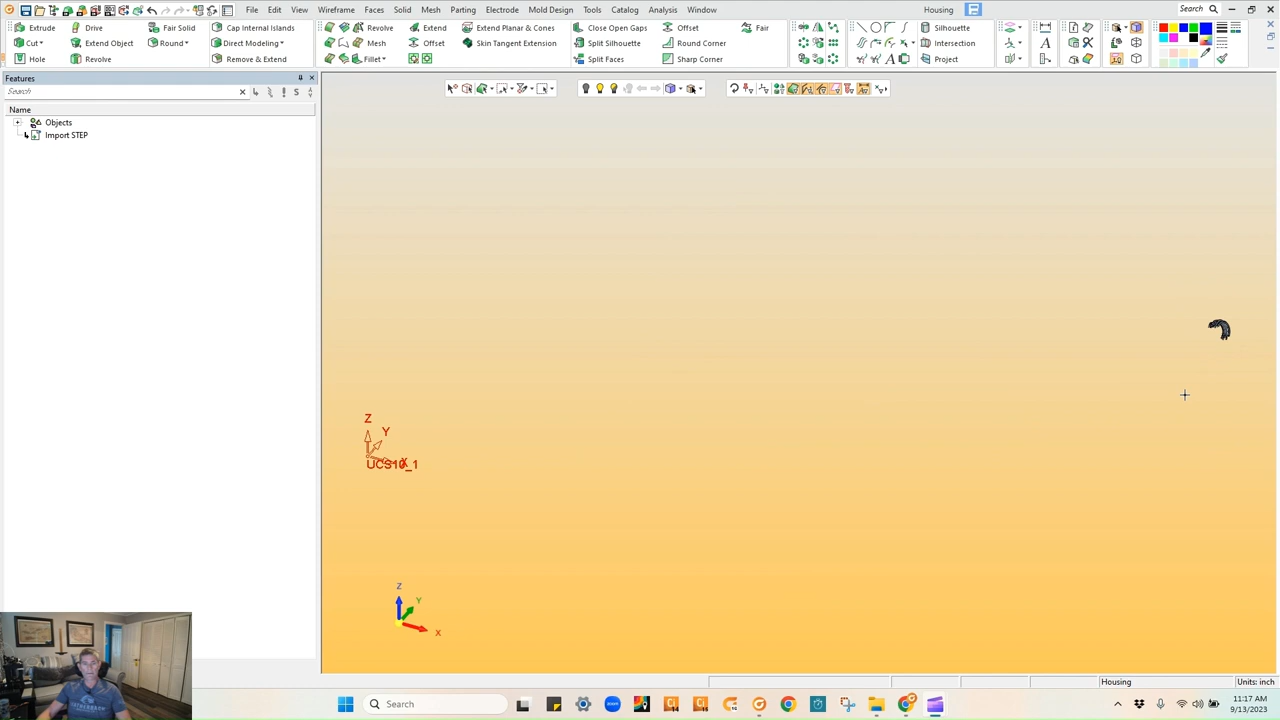 File Edit View Wireframe Faces Solid Mesh Parting Electrode Mold Design Tools Catalog Analysis Window Housing Search
Extrude Drive Fair Solid Cap Internal Islands Revolve Extend Extend Planar & Cones Close Open Gaps Offset Fair Silhouette
Cut Extend Object Round Direct Modeling Mesh Offset Skin Tangent Extension Split Silhouette Round Corner Intersection
Hole Revolve Remove & Extend Fillet Split Faces Sharp Corner Project
Features
Search
Name
Objects
Import STEP
Z
Y
X
UCS10_1
Z
Y
X
Housing Units: inch
Search
11:17 AM
9/13/2023